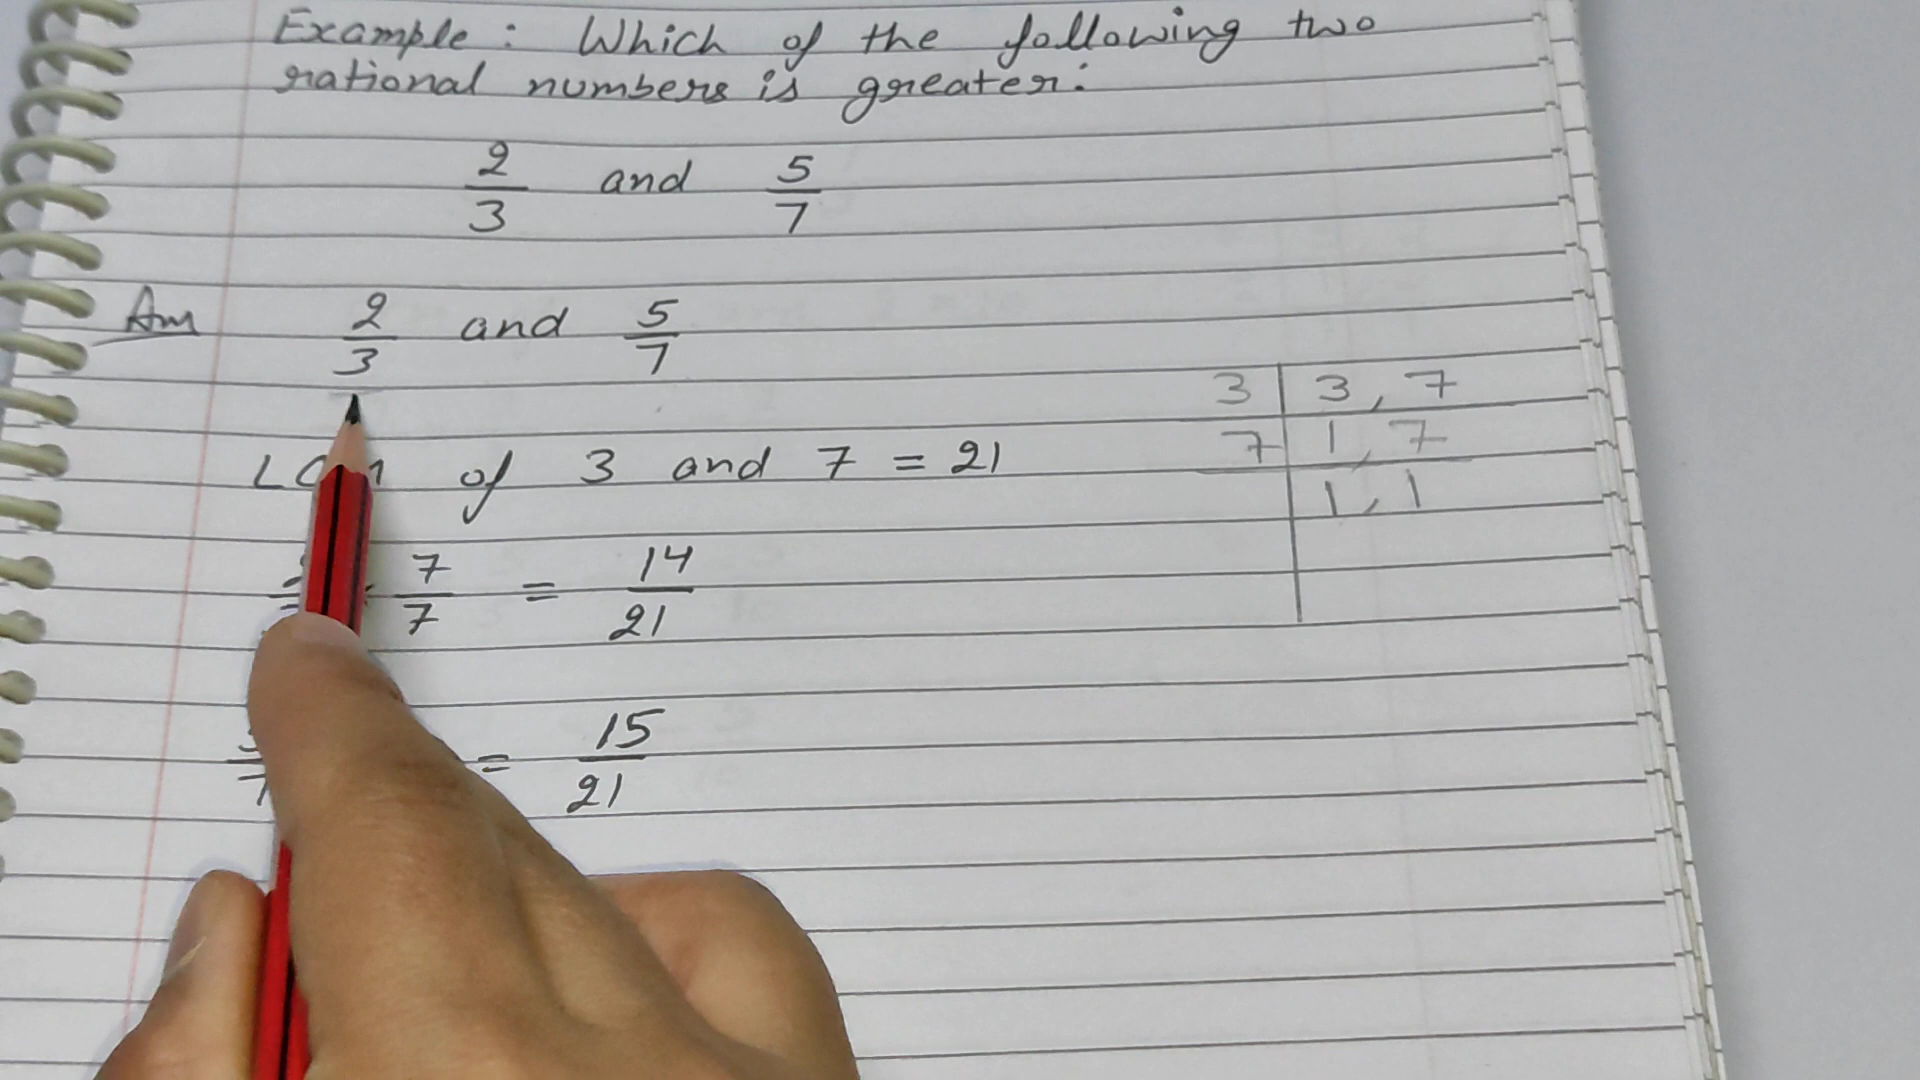 Example: Which of the following two
rational numbers is greater:
2/3 and 5/7
Ans 2/3 and 5/7
3 | 3, 7
7 | 1, 7
1, 1
of 3 and 7 = 21
7/7 = 14/21
= 15/21